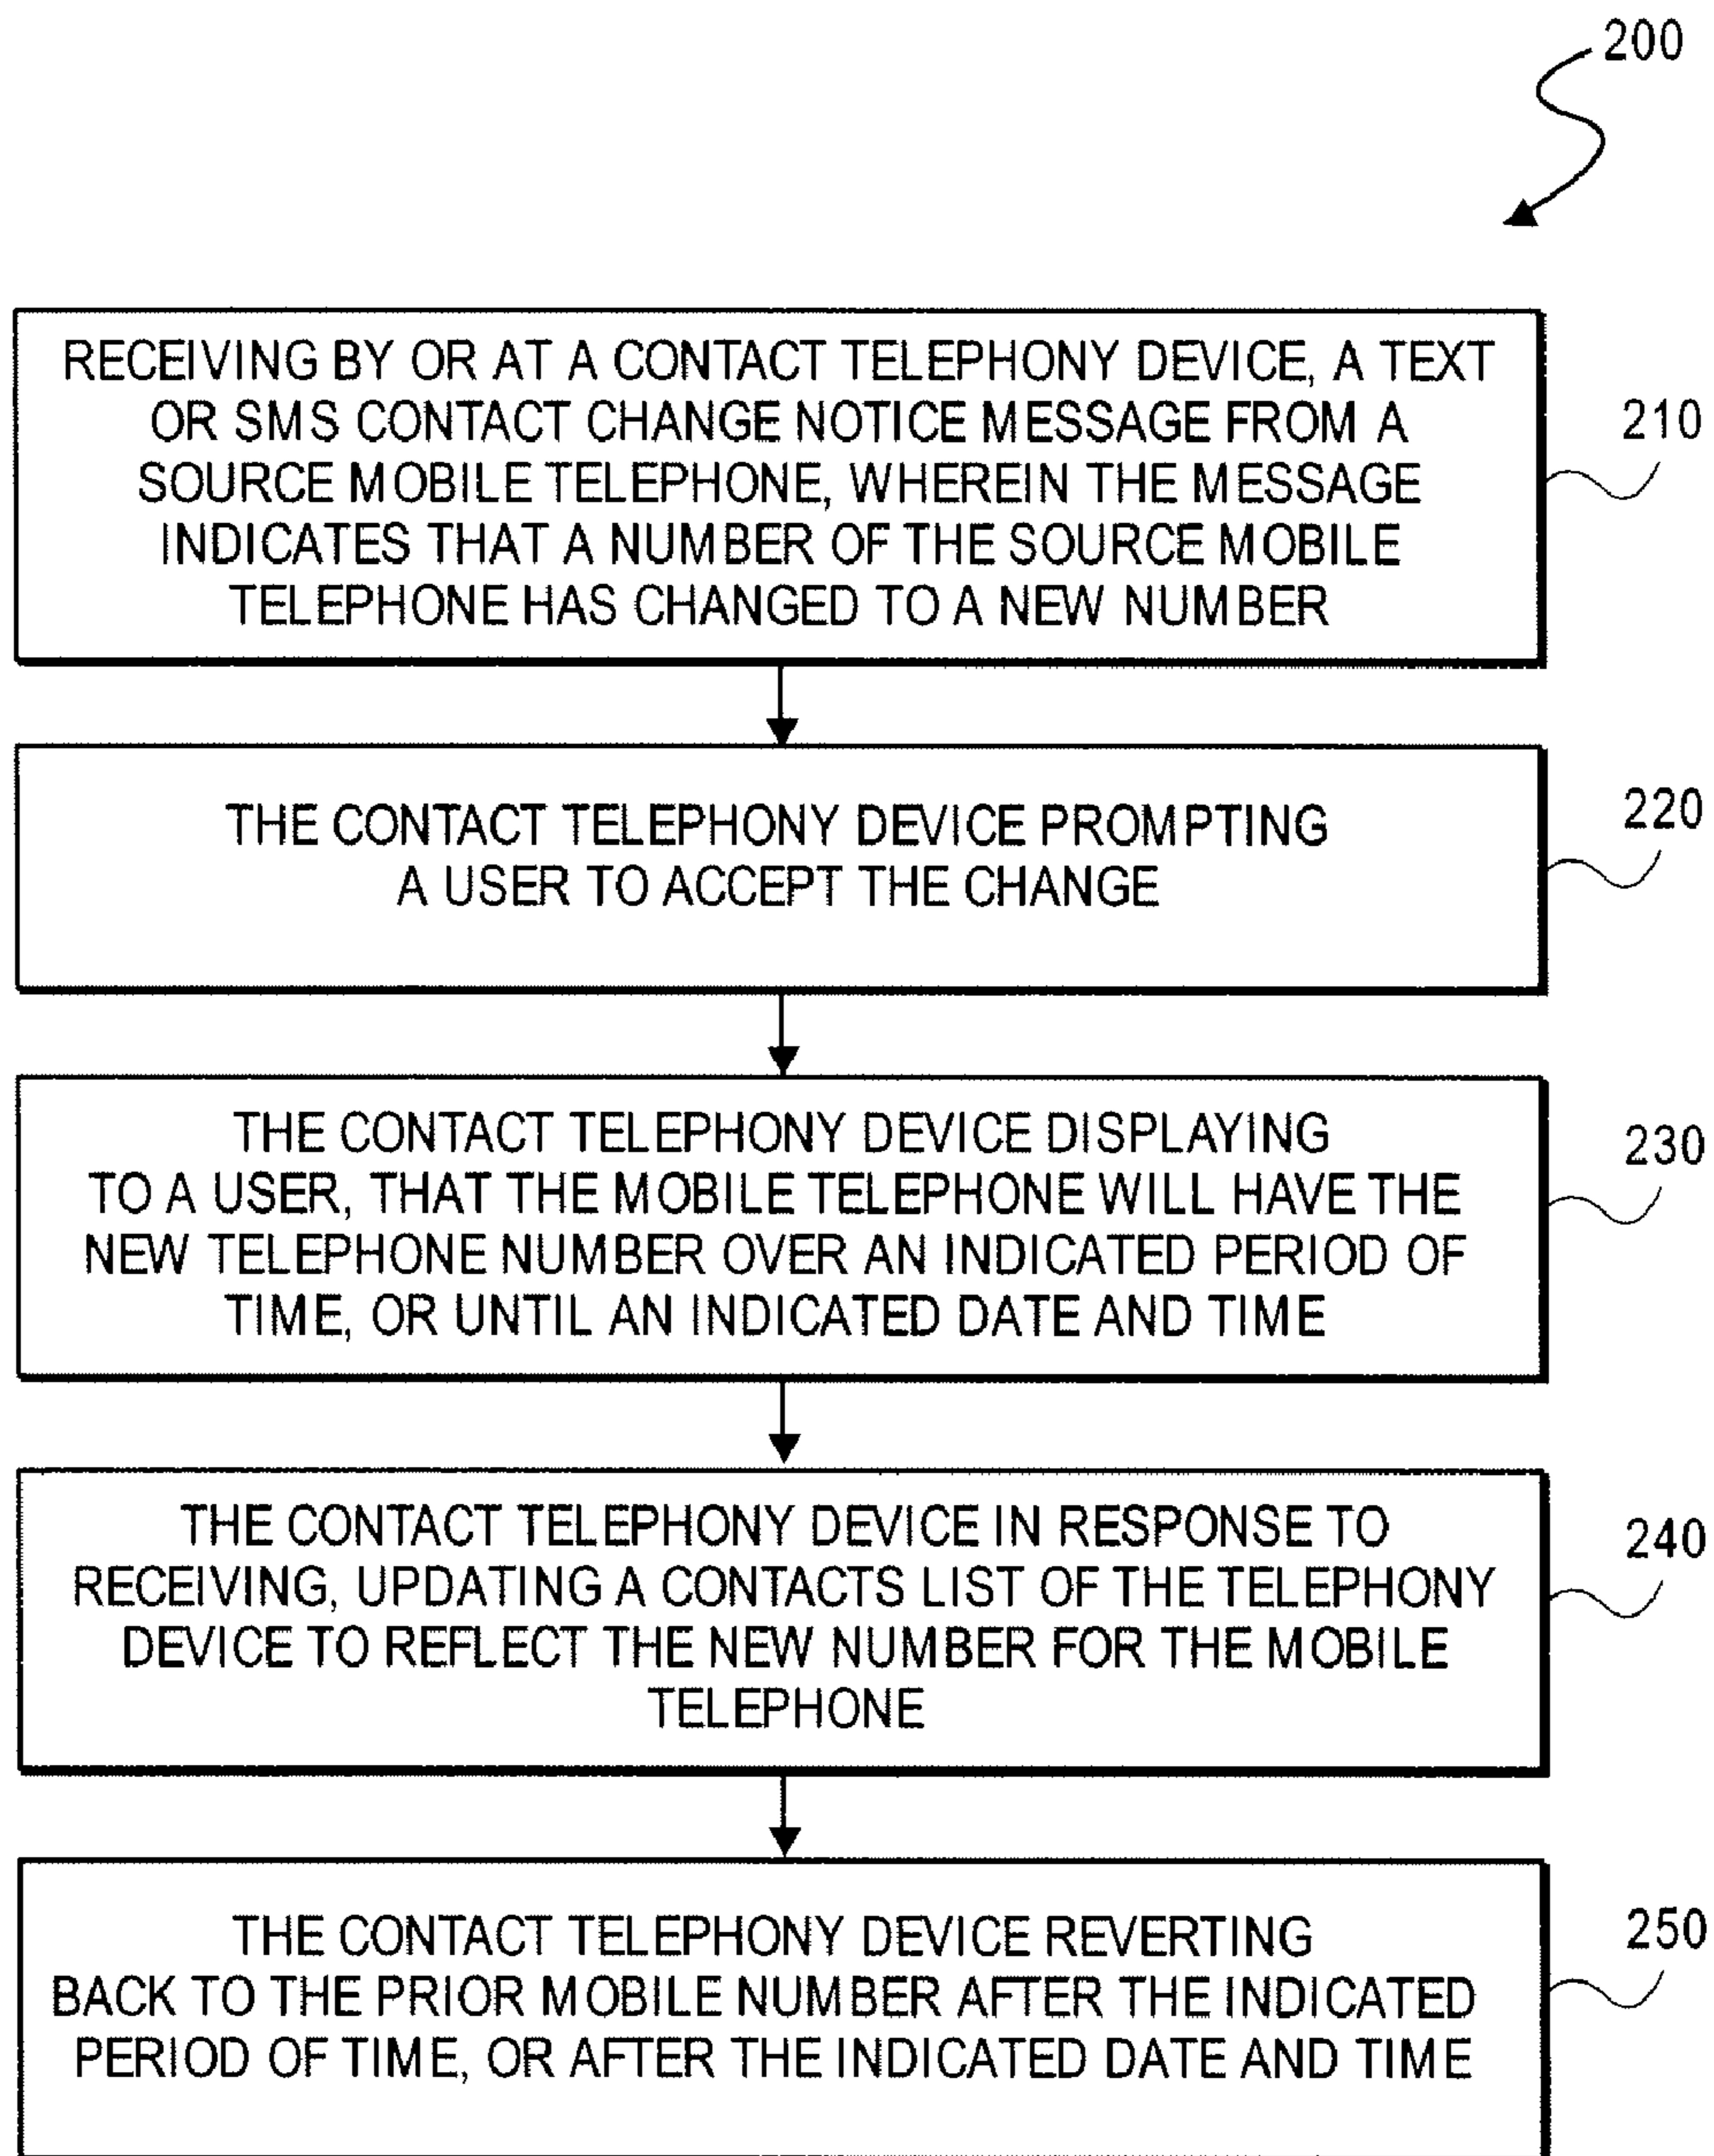 200
RECEIVING BY OR AT A CONTACT TELEPHONY DEVICE, A TEXT
OR SMS CONTACT CHANGE NOTICE MESSAGE FROM A
SOURCE MOBILE TELEPHONE, WHEREIN THE MESSAGE
INDICATES THAT A NUMBER OF THE SOURCE MOBILE
TELEPHONE HAS CHANGED TO A NEW NUMBER
210
THE CONTACT TELEPHONY DEVICE PROMPTING
A USER TO ACCEPT THE CHANGE
220
THE CONTACT TELEPHONY DEVICE DISPLAYING
TO A USER, THAT THE MOBILE TELEPHONE WILL HAVE THE
NEW TELEPHONE NUMBER OVER AN INDICATED PERIOD OF
TIME, OR UNTIL AN INDICATED DATE AND TIME
230
THE CONTACT TELEPHONY DEVICE IN RESPONSE TO
RECEIVING, UPDATING A CONTACTS LIST OF THE TELEPHONY
DEVICE TO REFLECT THE NEW NUMBER FOR THE MOBILE
TELEPHONE
240
THE CONTACT TELEPHONY DEVICE REVERTING
BACK TO THE PRIOR MOBILE NUMBER AFTER THE INDICATED
PERIOD OF TIME, OR AFTER THE INDICATED DATE AND TIME
250